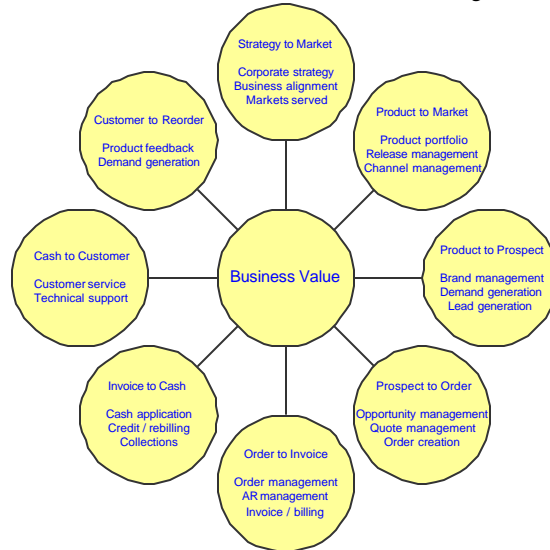 Strategy to Market
Corporate strategy
Business alignment
Markets served
Product to Market
Product portfolio
Release management
Channel management
Product to Prospect
Brand management
Demand generation
Lead generation
Prospect to Order
Opportunity management
Quote management
Order creation
Order to Invoice
Order management
AR management
Invoice / billing
Invoice to Cash
Cash application
Credit / rebilling
Collections
Cash to Customer
Customer service
Technical support
Customer to Reorder
Product feedback
Demand generation
Business Value